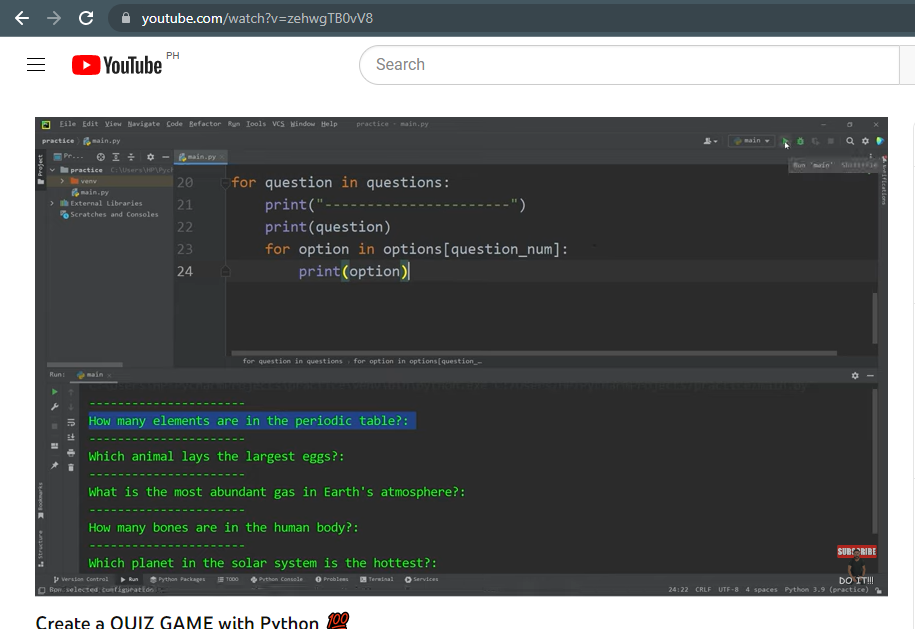 youtube.com/watch?v=zehwgTB0vV8
YouTube PH
Search
File Edit View Navigate Code Refactor Run Tools VCS Window Help practice - main.py
practice main.py
main
Run 'main' Shift+F10
Project
Pr...
main.py
practice
venv
main.py
External Libraries
Scratches and Consoles
20 for question in questions:
21 print("----------------------")
22 print(question)
23 for option in options[question_num]:
24 print(option)
for question in questions › for option in options[question_…
Run: main
----------------------
How many elements are in the periodic table?:
----------------------
Which animal lays the largest eggs?:
----------------------
What is the most abundant gas in Earth's atmosphere?:
----------------------
How many bones are in the human body?:
----------------------
Which planet in the solar system is the hottest?:
Bookmarks
Structure
SUBSCRIBE
DO IT!!!
Version Control Run Python Packages TODO Python Console Problems Terminal Services
Run selected configuration 24:22 CRLF UTF-8 4 spaces Python 3.9 (practice)
Create a QUIZ GAME with Python 💯